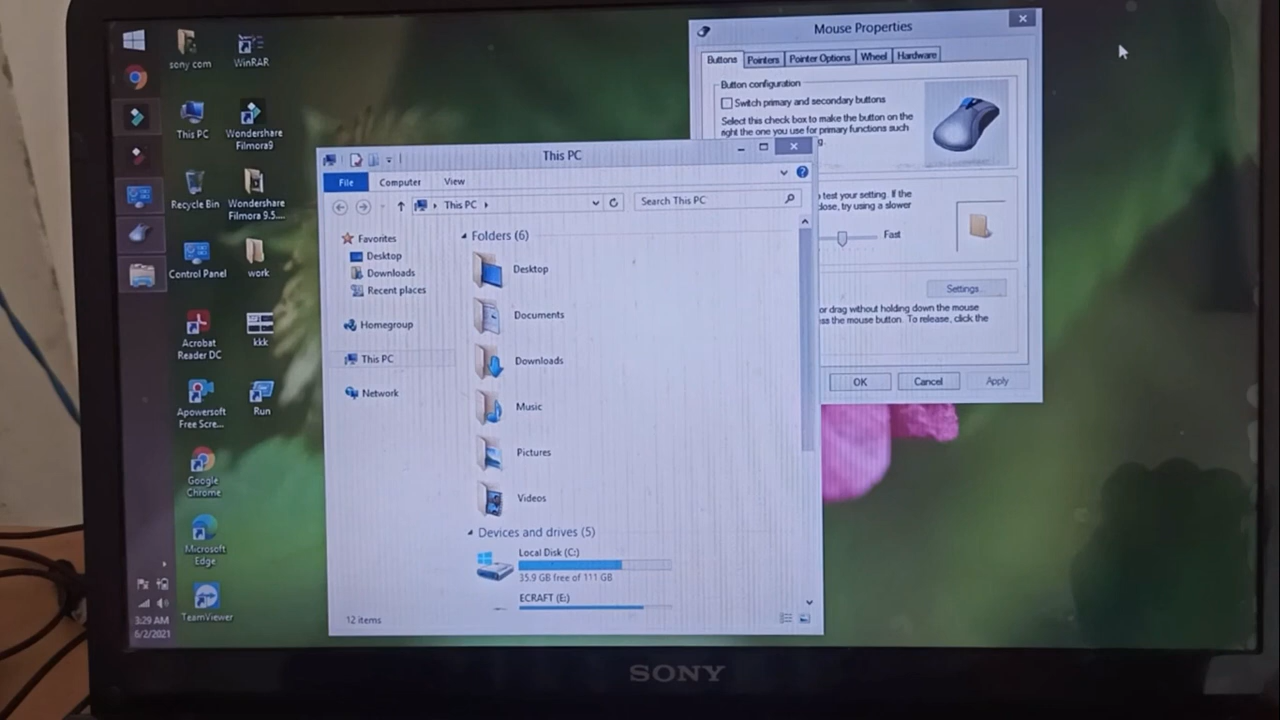 sony com
WinRAR
This PC
Wondershare
Filmora9
Recycle Bin
Wondershare
Filmora 9.5....
Control Panel
work
Acrobat
Reader DC
kkk
Apowersoft
Free Scre...
Run
Google
Chrome
Microsoft
Edge
TeamViewer
3:29 AM
6/2/2021
Mouse Properties
Buttons
Pointers
Pointer Options
Wheel
Hardware
Button configuration
Switch primary and secondary buttons
Select this check box to make the button on the
right the one you use for primary functions such
g.
test your setting. If the
lose, try using a slower
Fast
Settings...
or drag without holding down the mouse
ss the mouse button. To release, click the
OK
Cancel
Apply
This PC
File
Computer
View
This PC
Search This PC
Favorites
Desktop
Downloads
Recent places
Homegroup
This PC
Network
Folders (6)
Desktop
Documents
Downloads
Music
Pictures
Videos
Devices and drives (5)
Local Disk (C:)
35.9 GB free of 111 GB
ECRAFT (E:)
12 items
SONY